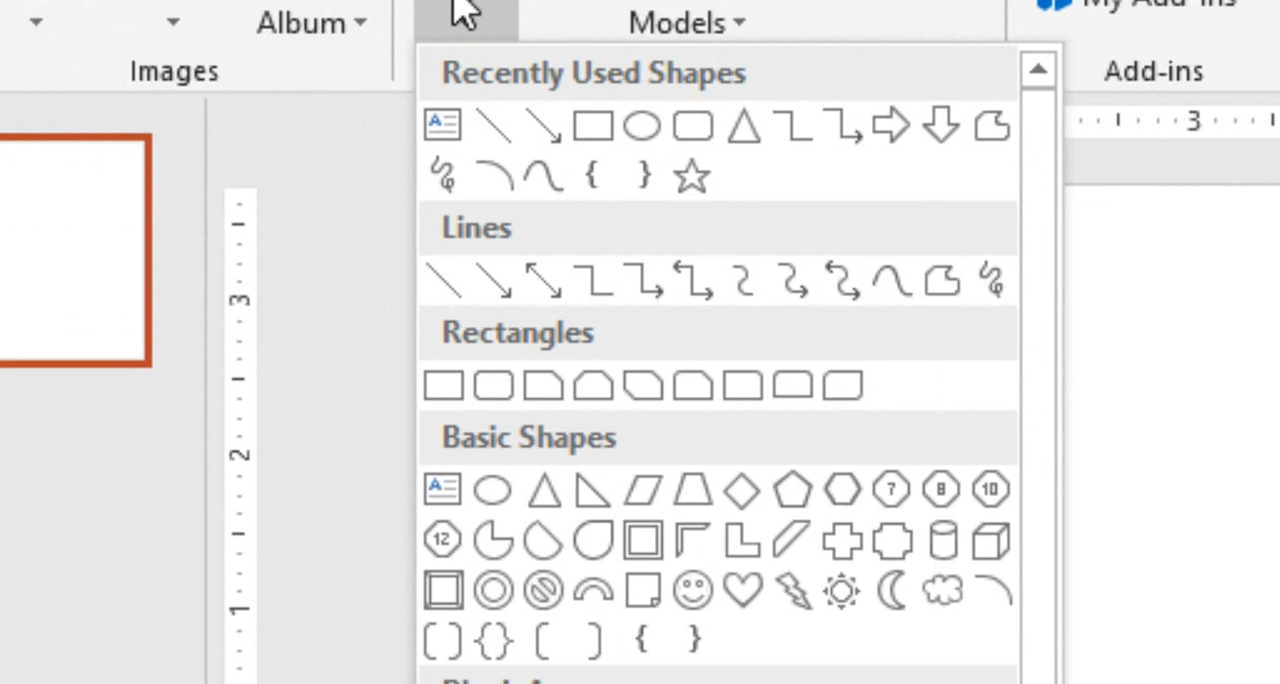 My Add-ins
Album
Models
Images
Add-ins
Recently Used Shapes
3
Lines
3
Rectangles
2
Basic Shapes
7 8 10
12
1